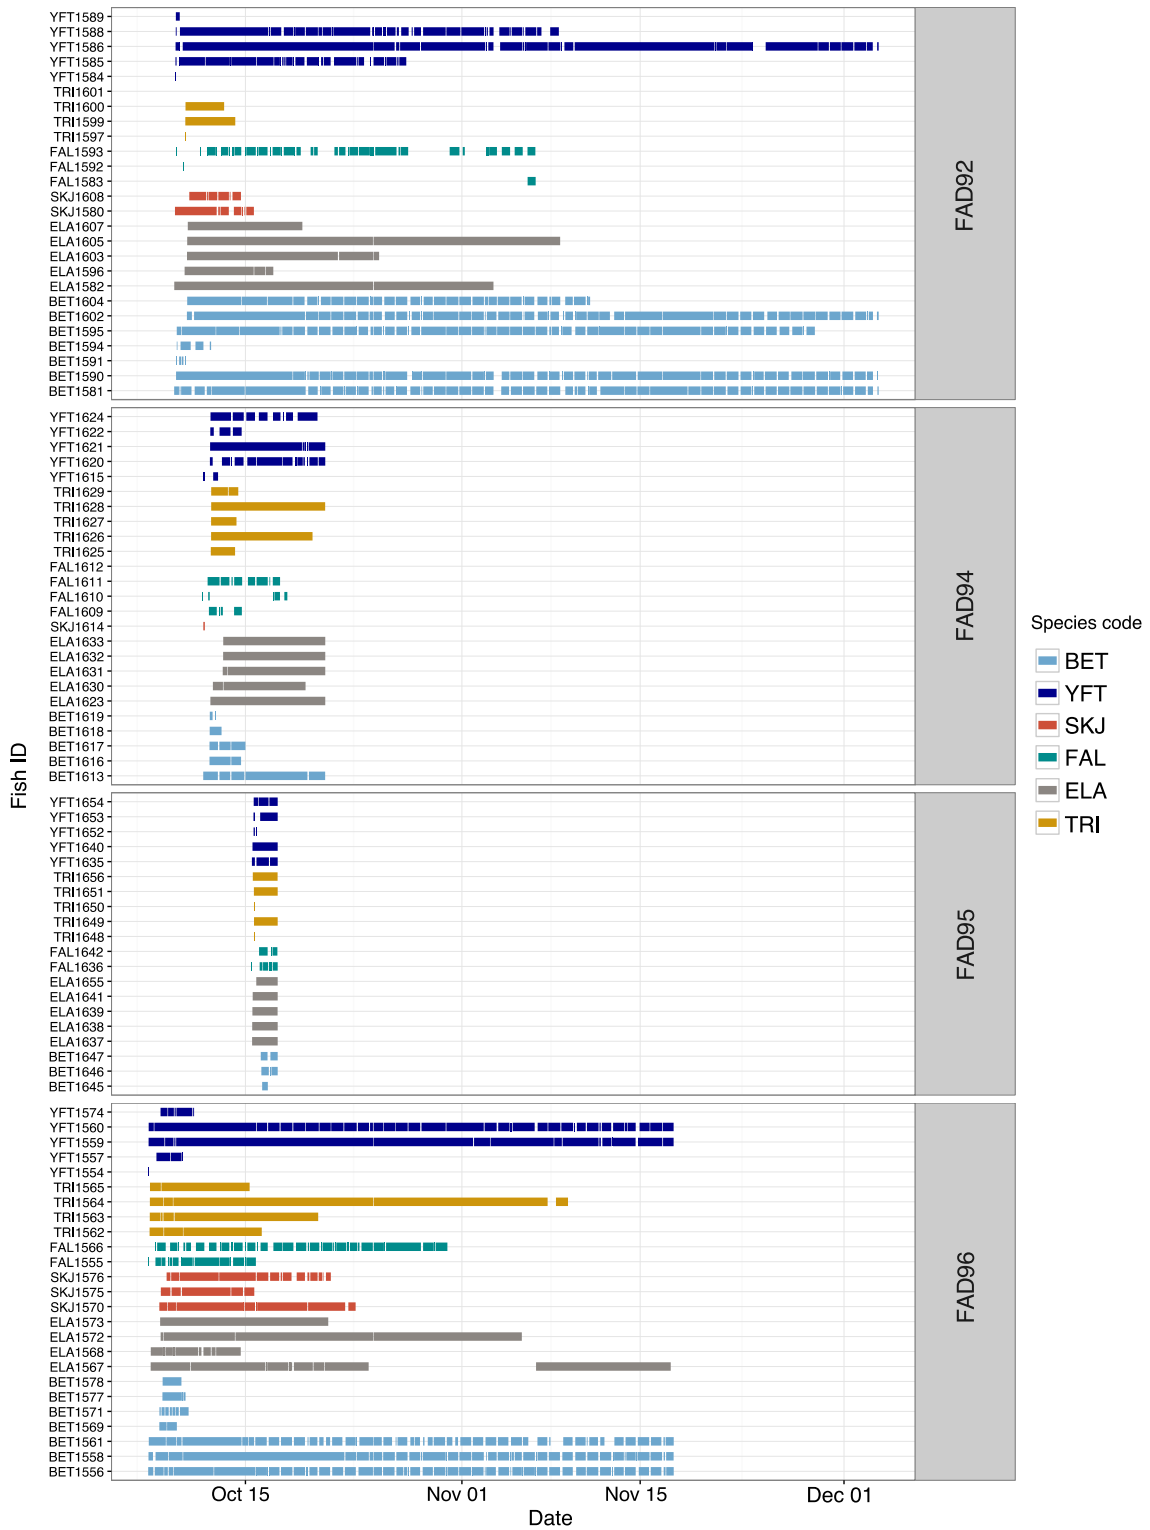 YFT1589
YFT1588
YFT1586
YFT1585
YFT1584
TRI1601
TRI1600
TRI1599
TRI1597
FAL1593
FAL1592
FAL1583
SKJ1608
SKJ1580
ELA1607
ELA1605
ELA1603
ELA1596
ELA1582
BET1604
BET1602
BET1595
BET1594
BET1591
BET1590
BET1581
FAD92
YFT1624
YFT1622
YFT1621
YFT1620
YFT1615
TRI1629
TRI1628
TRI1627
TRI1626
TRI1625
FAL1612
FAL1611
FAL1610
FAL1609
SKJ1614
ELA1633
ELA1632
ELA1631
ELA1630
ELA1623
BET1619
BET1618
BET1617
BET1616
BET1613
FAD94
YFT1654
YFT1653
YFT1652
YFT1640
YFT1635
TRI1656
TRI1651
TRI1650
TRI1649
TRI1648
FAL1642
FAL1636
ELA1655
ELA1641
ELA1639
ELA1638
ELA1637
BET1647
BET1646
BET1645
FAD95
YFT1574
YFT1560
YFT1559
YFT1557
YFT1554
TRI1565
TRI1564
TRI1563
TRI1562
FAL1566
FAL1555
SKJ1576
SKJ1575
SKJ1570
ELA1573
ELA1572
ELA1568
ELA1567
BET1578
BET1577
BET1571
BET1569
BET1561
BET1558
BET1556
FAD96
Fish ID
Oct 15 Nov 01 Nov 15 Dec 01
Date
Species code
BET
YFT
SKJ
FAL
ELA
TRI